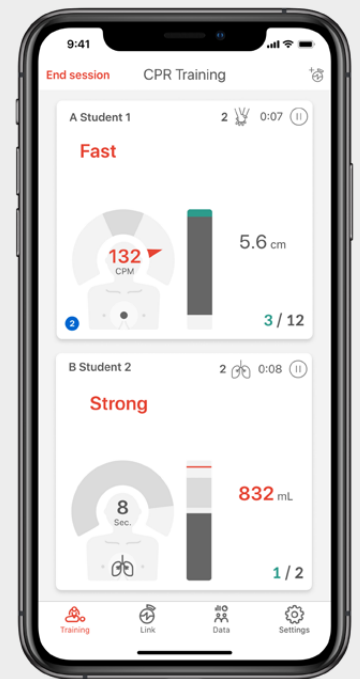 9:41
End session CPR Training
A Student 1 2 0:07
Fast
132
CPM
5.6 cm
2
3 / 12
B Student 2 2 0:08
Strong
8
Sec.
832 mL
1 / 2
Training Link Data Settings